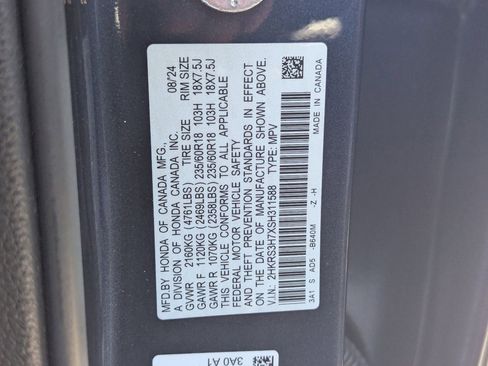 MFD.BY HONDA OF CANADA MFG., 08/24
A DIVISION OF HONDA CANADA INC.
TIRE SIZE RIM SIZE
GVWR 2160KG (4761LBS)
GAWR F 1120KG (2469LBS) 235/60R18 103H 18X7.5J
GAWR R 1070KG (2358LBS) 235/60R18 103H 18X7.5J
THIS VEHICLE CONFORMS TO ALL APPLICABLE
FEDERAL MOTOR VEHICLE SAFETY
AND THEFT PREVENTION STANDARDS IN EFFECT
ON THE DATE OF MANUFACTURE SHOWN ABOVE.
V.I.N.: 2HKRS3H7XSH311588 TYPE: MPV
3A1 S AD5 -B640M -Z -H
MADE IN CANADA
3A0 A1